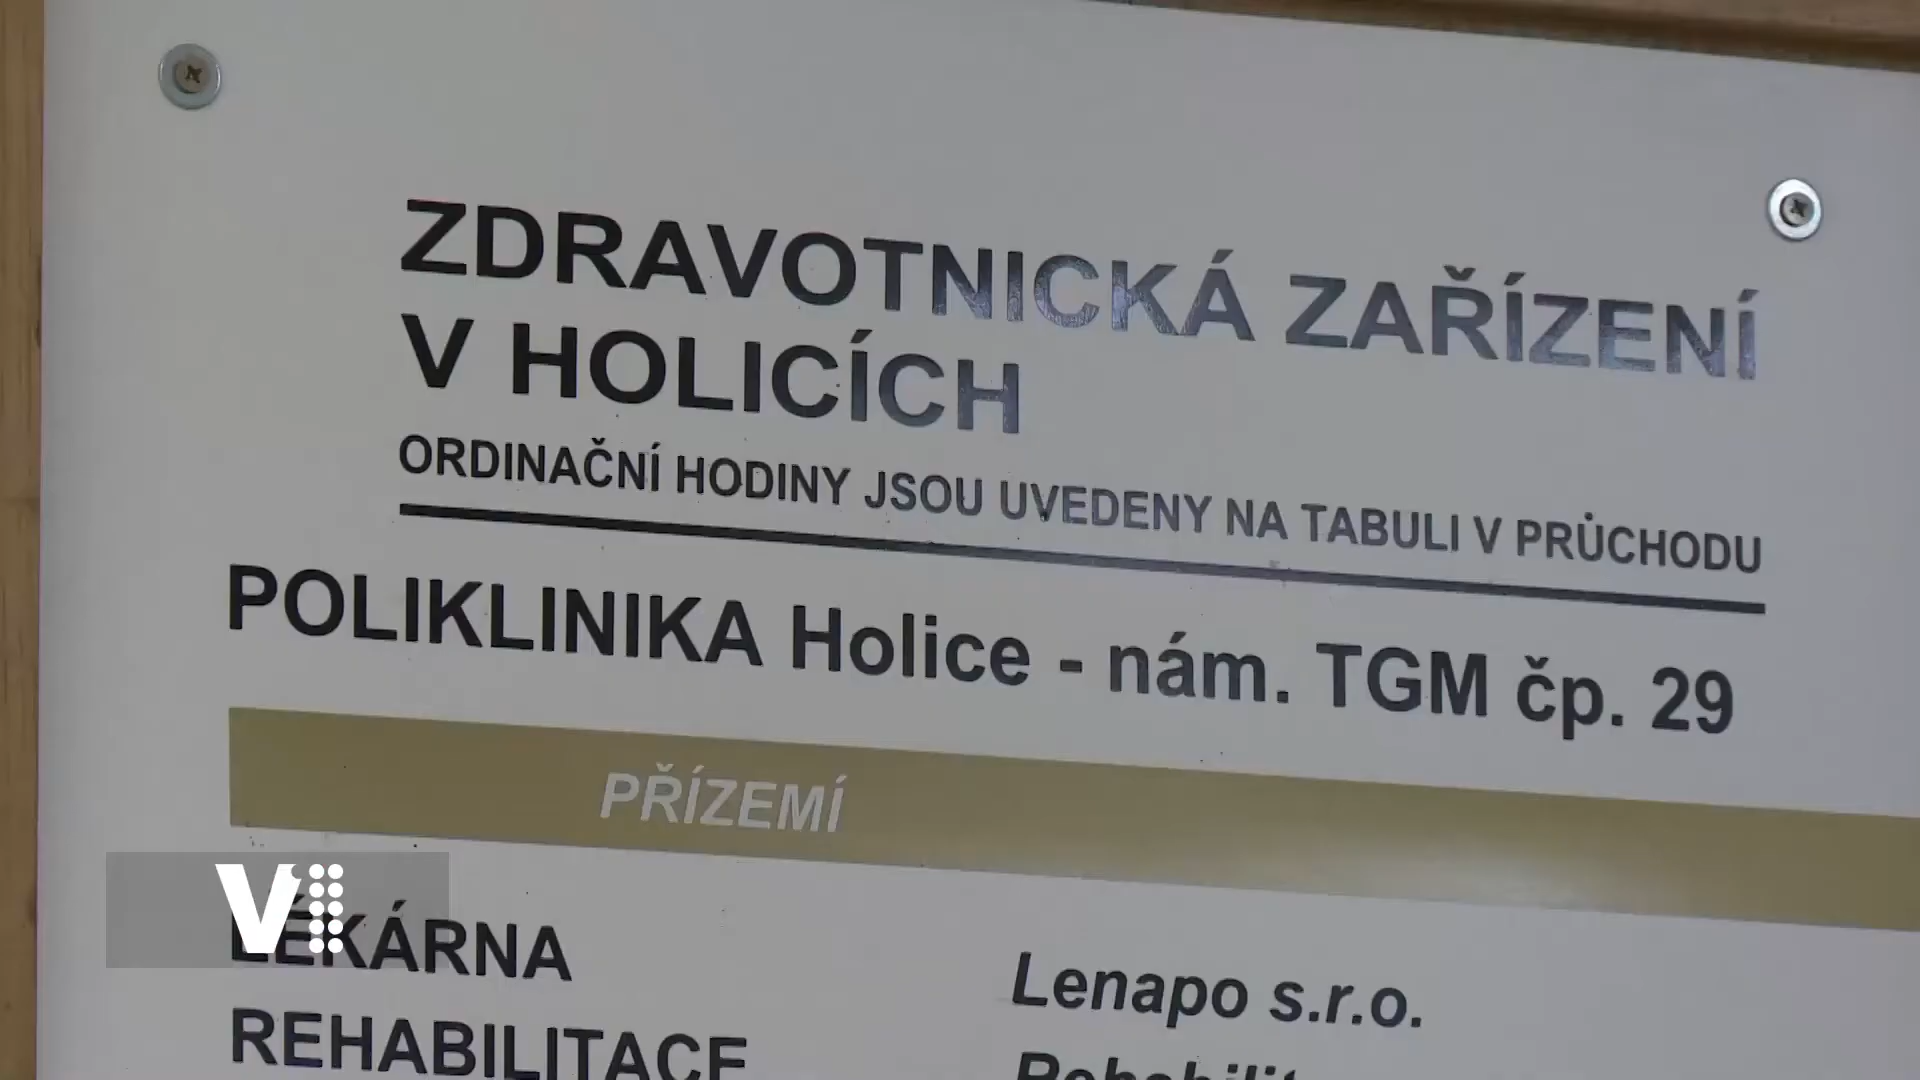 ZDRAVOTNICKÁ ZAŘÍZENÍ
V HOLICÍCH
ORDINAČNÍ HODINY JSOU UVEDENY NA TABULI V PRŮCHODU
POLIKLINIKA Holice - nám. TGM čp. 29
PŘÍZEMÍ
LÉKÁRNA Lenapo s.r.o.
REHABILITACE